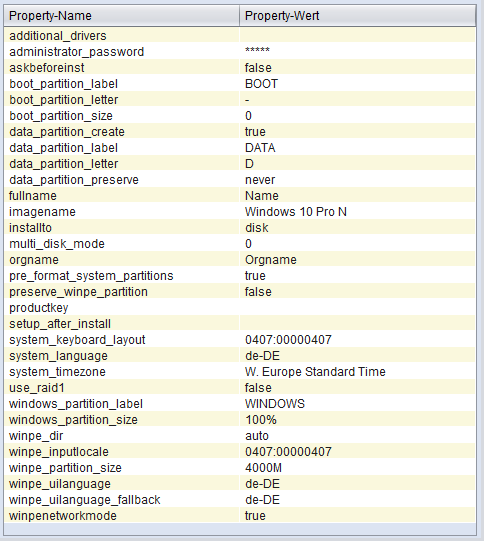 Property-Name Property-Wert
additional_drivers
administrator_password *****
askbeforeinst false
boot_partition_label BOOT
boot_partition_letter -
boot_partition_size 0
data_partition_create true
data_partition_label DATA
data_partition_letter D
data_partition_preserve never
fullname Name
imagename Windows 10 Pro N
installto disk
multi_disk_mode 0
orgname Orgname
pre_format_system_partitions true
preserve_winpe_partition false
productkey
setup_after_install
system_keyboard_layout 0407:00000407
system_language de-DE
system_timezone W. Europe Standard Time
use_raid1 false
windows_partition_label WINDOWS
windows_partition_size 100%
winpe_dir auto
winpe_inputlocale 0407:00000407
winpe_partition_size 4000M
winpe_uilanguage de-DE
winpe_uilanguage_fallback de-DE
winpenetworkmode true